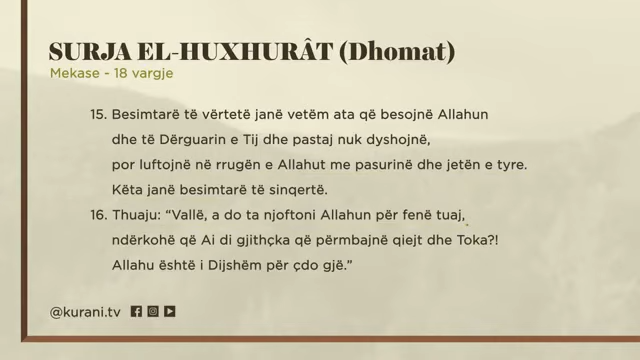 SURJA EL-HUXHURÂT (Dhomat)
Mekase - 18 vargje
15. Besimtarë të vërtetë janë vetëm ata që besojnë Allahun
dhe të Dërguarin e Tij dhe pastaj nuk dyshojnë,
por luftojnë në rrugën e Allahut me pasurinë dhe jetën e tyre.
Këta janë besimtarë të sinqertë.
16. Thuaju: “Vallë, a do ta njoftoni Allahun për fenë tuaj,
ndërkohë që Ai di gjithçka që përmbajnë qiejt dhe Toka?!
Allahu është i Dijshëm për çdo gjë.”
@kurani.tv